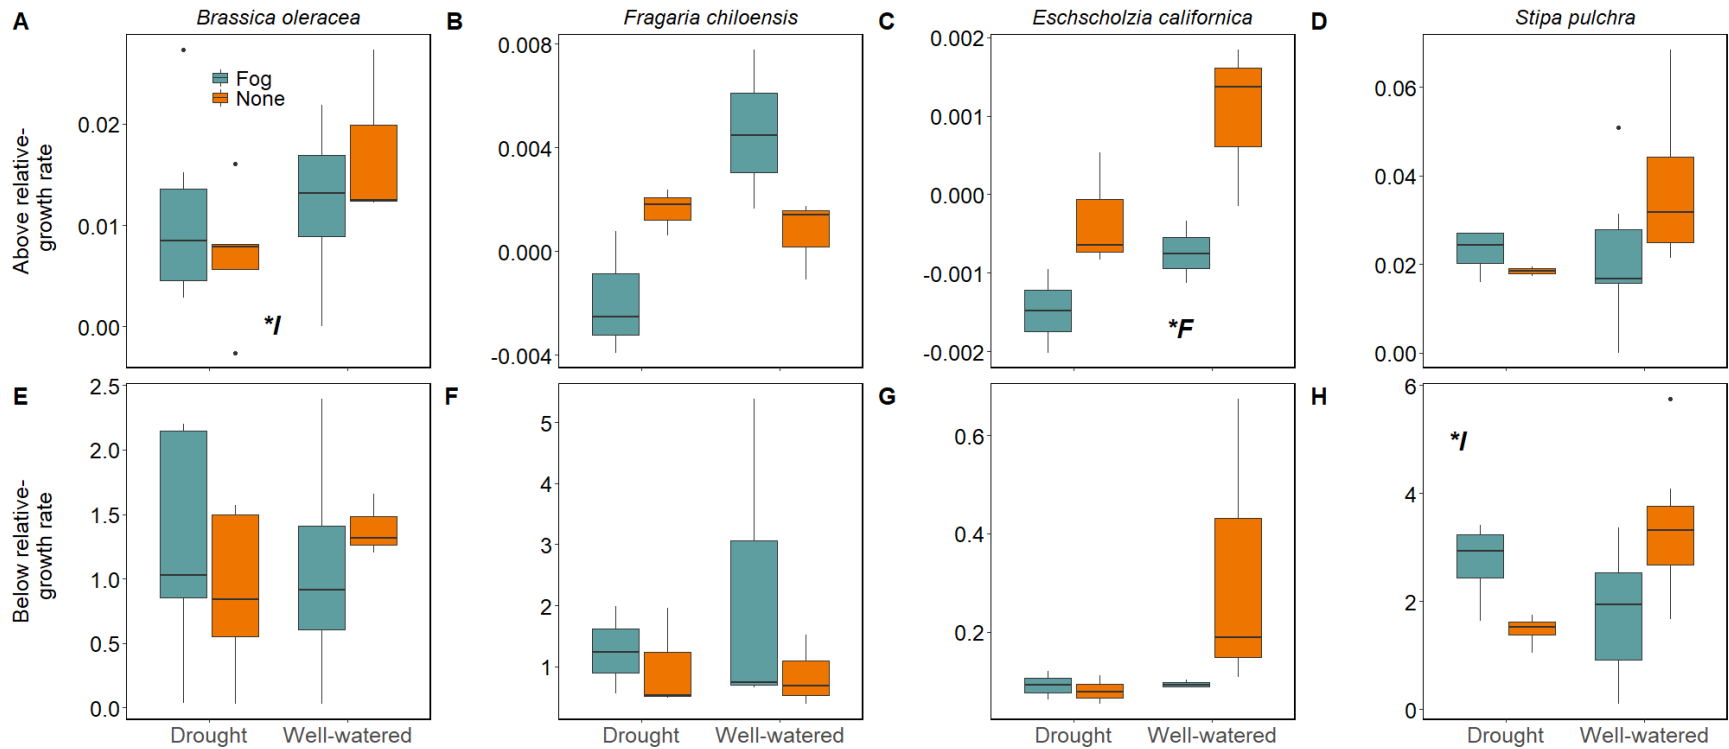 A Brassica oleracea B Fragaria chiloensis C Eschscholzia californica D Stipa pulchra
Above relative-
growth rate
0.02
0.01
0.00
Fog
None
*I
0.008
0.004
0.000
-0.004
0.002
0.001
0.000
-0.001
-0.002
*F
0.06
0.04
0.02
0.00
E F G H
Below relative-
growth rate
2.5
2.0
1.5
1.0
0.5
0.0
5
4
3
2
1
0.6
0.4
0.2
6
4
2
0
*I
Drought Well-watered Drought Well-watered Drought Well-watered Drought Well-watered